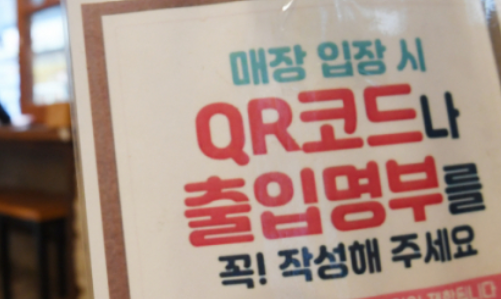 매장 입장 시
QR코드나
출입명부를
꼭! 작성해 주세요